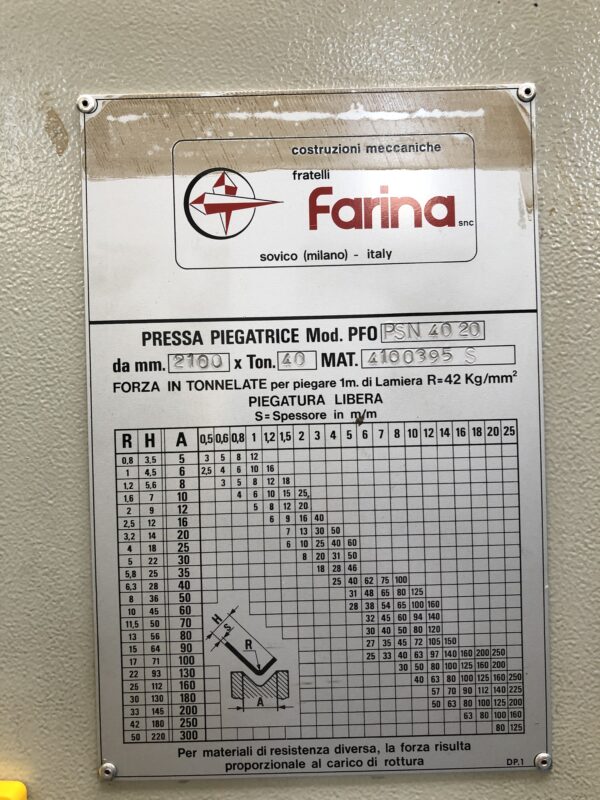 costruzioni meccaniche
fratelli
farina snc
sovico (milano) - italy
PRESSA PIEGATRICE Mod. PFO PSN 40 20
da mm. 2100 x Ton. 40 MAT. 4100395 S
FORZA IN TONNELATE per piegare 1m. di Lamiera R=42 Kg/mm²
PIEGATURA LIBERA
S=Spessore in m/m
R H A 0,5 0,6 0,8 1 1,2 1,5 2 3 4 5 6 7 8 10 12 14 16 18 20 25
0,8 3,5 5 3 5 8 12
1 4,5 6 2,5 4 6 10 16
1,2 5,6 8 3 5 8 12 18
1,6 7 10 4 6 10 15 25
2 9 12 5 8 12 20
2,5 12 16 6 9 16 40
3,2 14 20 7 13 30 50
4 18 25 6 10 25 40 60
5 22 30 8 20 31 50
5,8 25 35 18 28 46
6,3 28 40 25 40 62 75 100
8 36 50 31 48 65 80 125
10 45 60 28 38 54 65 100 160
11,5 50 70 32 45 60 94 140
13 56 80 30 40 50 80 120
15 64 90 27 35 45 72 105 150
17 71 100 25 33 40 63 97 140 160 200 250
22 93 130 30 50 80 100 125 160 200
25 112 160 40 63 80 100 125 160 250
30 130 180 57 70 90 112 140 225
33 145 200 50 63 80 100 125 200
42 180 250 63 80 100 160
50 220 300 80 125
H
S
R
A
Per materiali di resistenza diversa, la forza risulta
proporzionale al carico di rottura
DP.1